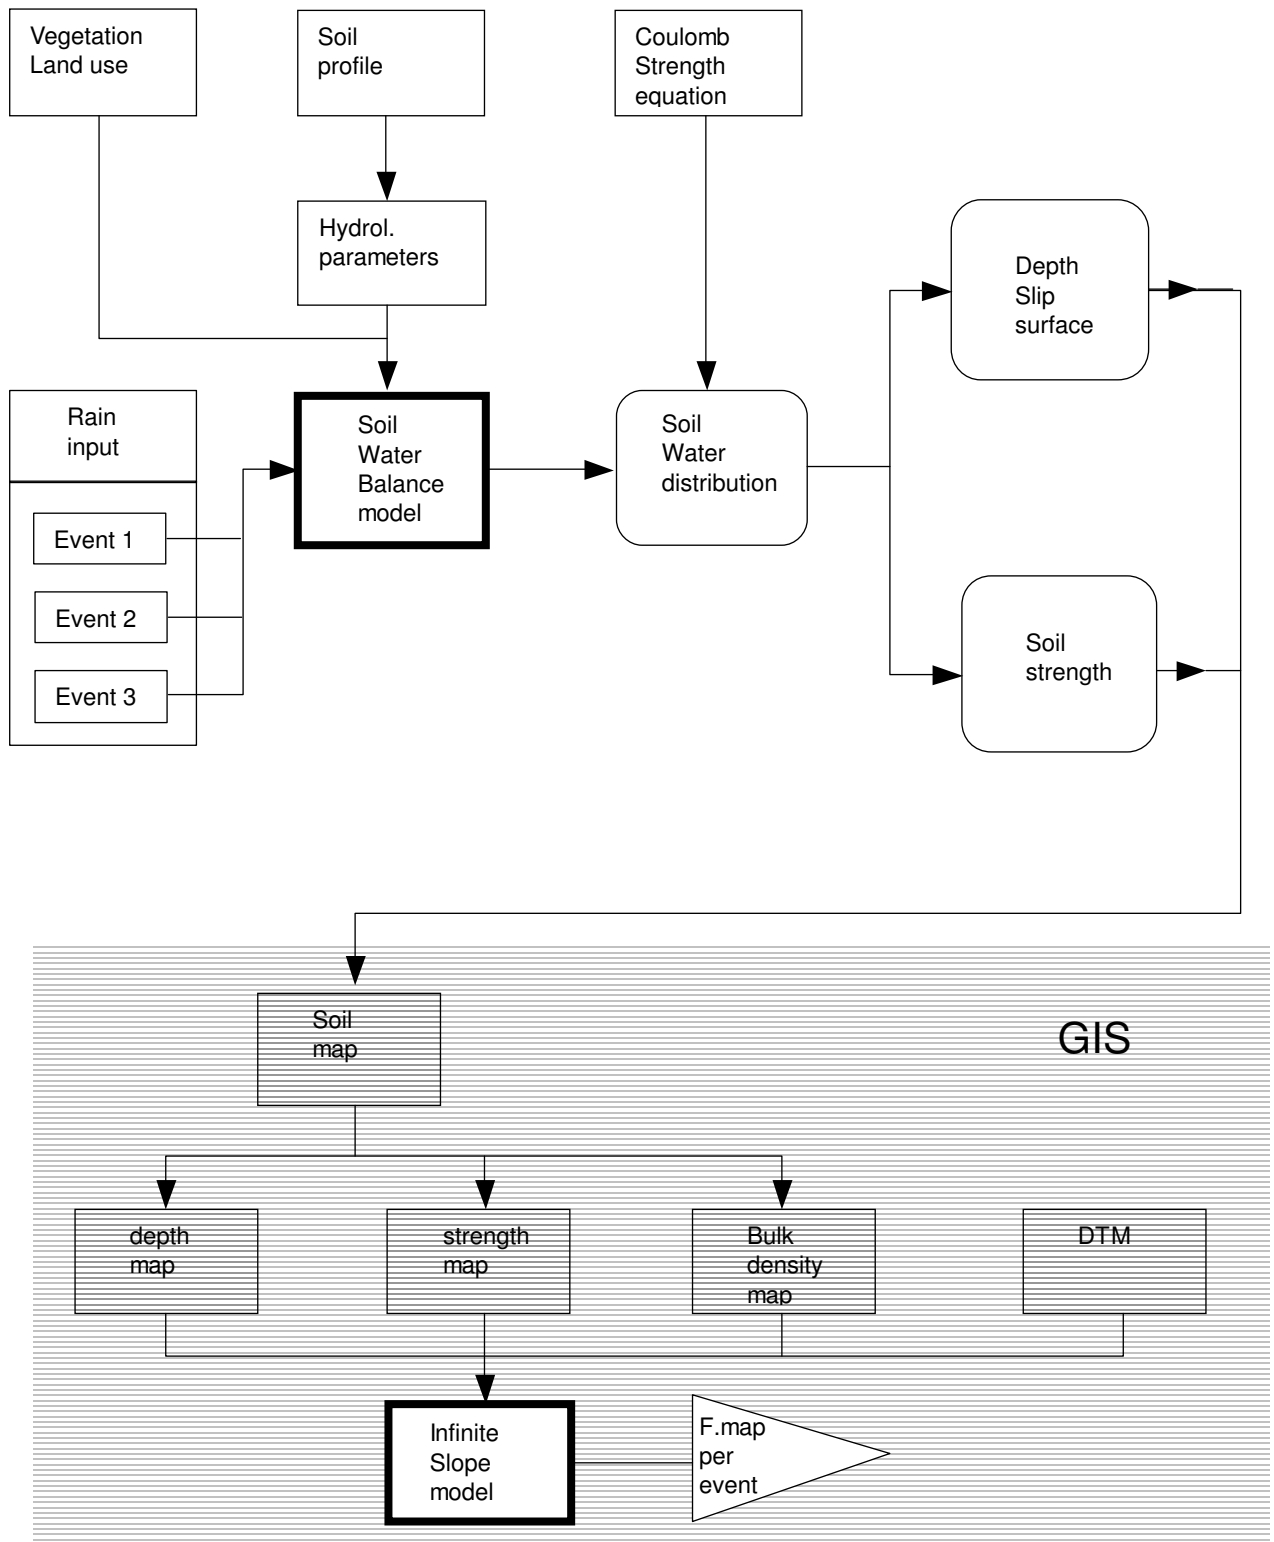 Vegetation
Land use
Soil
profile
Coulomb
Strength
equation
Hydrol.
parameters
Depth
Slip
surface
Rain
input
Soil
Water
Balance
model
Soil
Water
distribution
Event 1
Event 2
Event 3
Soil
strength
Soil
map
GIS
depth
map
strength
map
Bulk
density
map
DTM
Infinite
Slope
model
F.map
per
event